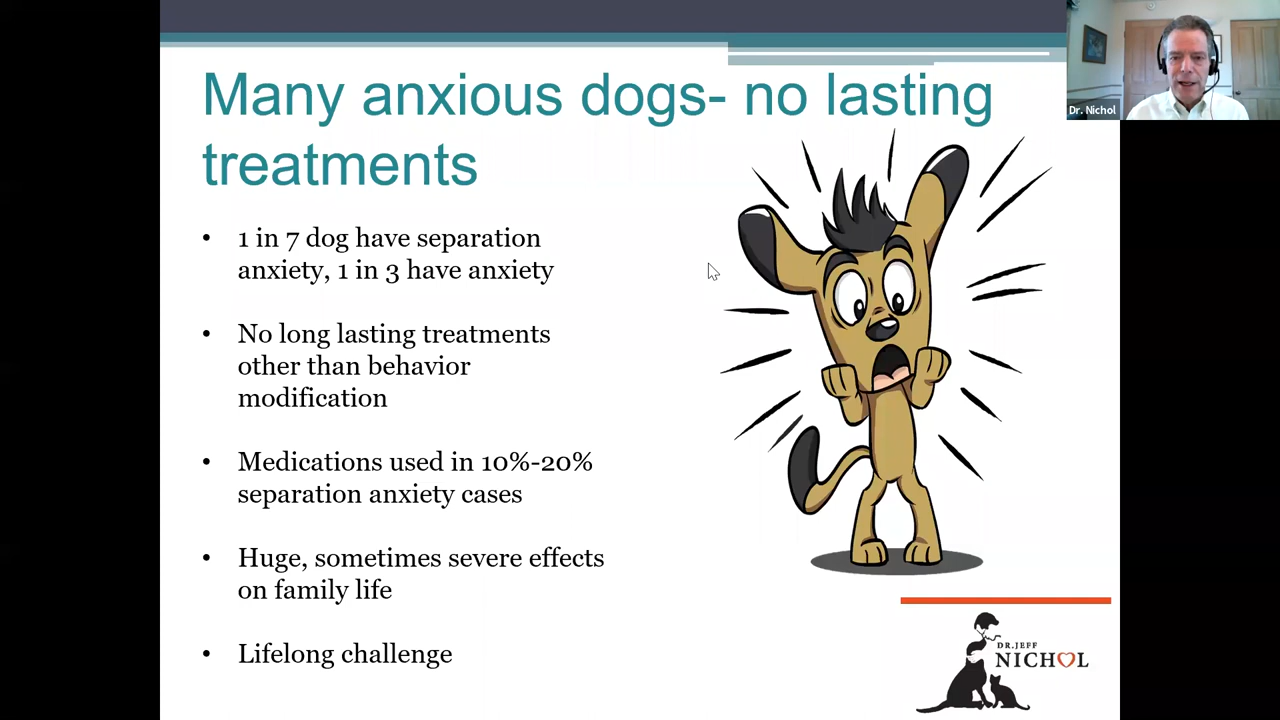 Many anxious dogs- no lasting
treatments
• 1 in 7 dog have separation
anxiety, 1 in 3 have anxiety
• No long lasting treatments
other than behavior
modification
• Medications used in 10%-20%
separation anxiety cases
• Huge, sometimes severe effects
on family life
• Lifelong challenge
Dr. Nichol
DR.JEFF
NICHOL